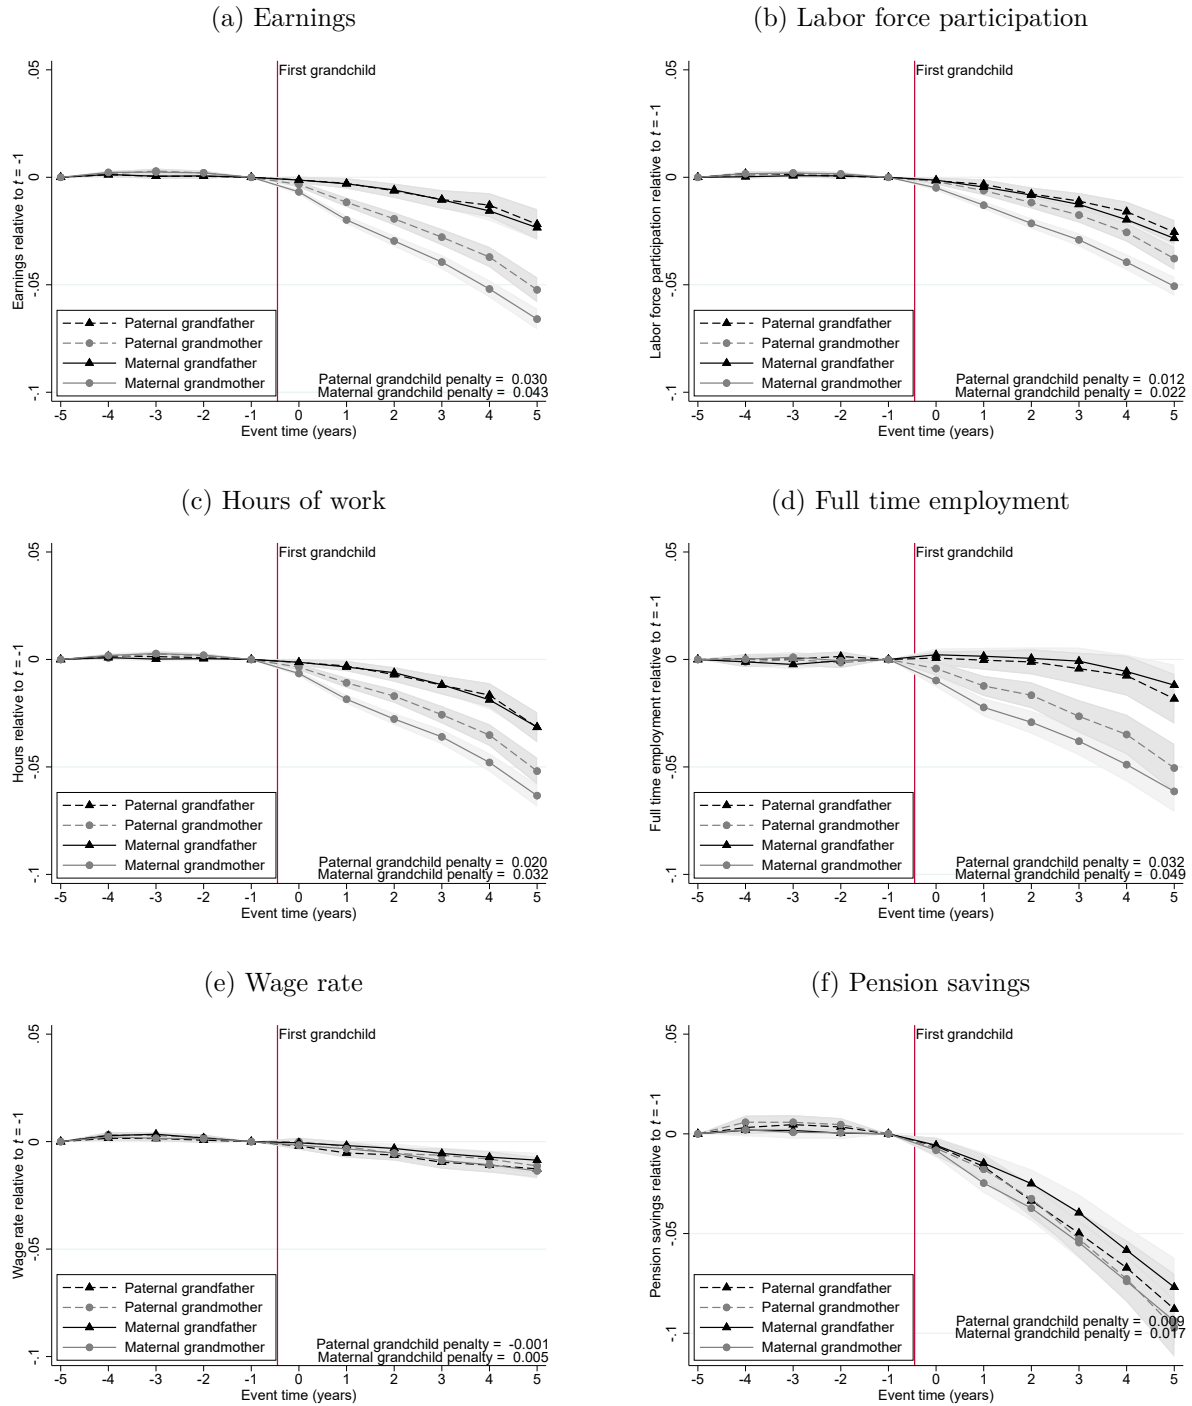 (a) Earnings
(b) Labor force participation
.05
0
-.05
-.1
Earnings relative to t = -1
First grandchild
Paternal grandfather
Paternal grandmother
Maternal grandfather
Maternal grandmother
Paternal grandchild penalty = 0.030
Maternal grandchild penalty = 0.043
-5 -4 -3 -2 -1 0 1 2 3 4 5
Event time (years)
.05
0
-.05
-.1
Labor force participation relative to t = -1
First grandchild
Paternal grandfather
Paternal grandmother
Maternal grandfather
Maternal grandmother
Paternal grandchild penalty = 0.012
Maternal grandchild penalty = 0.022
-5 -4 -3 -2 -1 0 1 2 3 4 5
Event time (years)
(c) Hours of work
(d) Full time employment
.05
0
-.05
-.1
Hours relative to t = -1
First grandchild
Paternal grandfather
Paternal grandmother
Maternal grandfather
Maternal grandmother
Paternal grandchild penalty = 0.020
Maternal grandchild penalty = 0.032
-5 -4 -3 -2 -1 0 1 2 3 4 5
Event time (years)
.05
0
-.05
-.1
Full time employment relative to t = -1
First grandchild
Paternal grandfather
Paternal grandmother
Maternal grandfather
Maternal grandmother
Paternal grandchild penalty = 0.032
Maternal grandchild penalty = 0.049
-5 -4 -3 -2 -1 0 1 2 3 4 5
Event time (years)
(e) Wage rate
(f) Pension savings
.05
0
-.05
-.1
Wage rate relative to t = -1
First grandchild
Paternal grandfather
Paternal grandmother
Maternal grandfather
Maternal grandmother
Paternal grandchild penalty = -0.001
Maternal grandchild penalty = 0.005
-5 -4 -3 -2 -1 0 1 2 3 4 5
Event time (years)
.05
0
-.05
-.1
Pension savings relative to t = -1
First grandchild
Paternal grandfather
Paternal grandmother
Maternal grandfather
Maternal grandmother
Paternal grandchild penalty = 0.009
Maternal grandchild penalty = 0.017
-5 -4 -3 -2 -1 0 1 2 3 4 5
Event time (years)